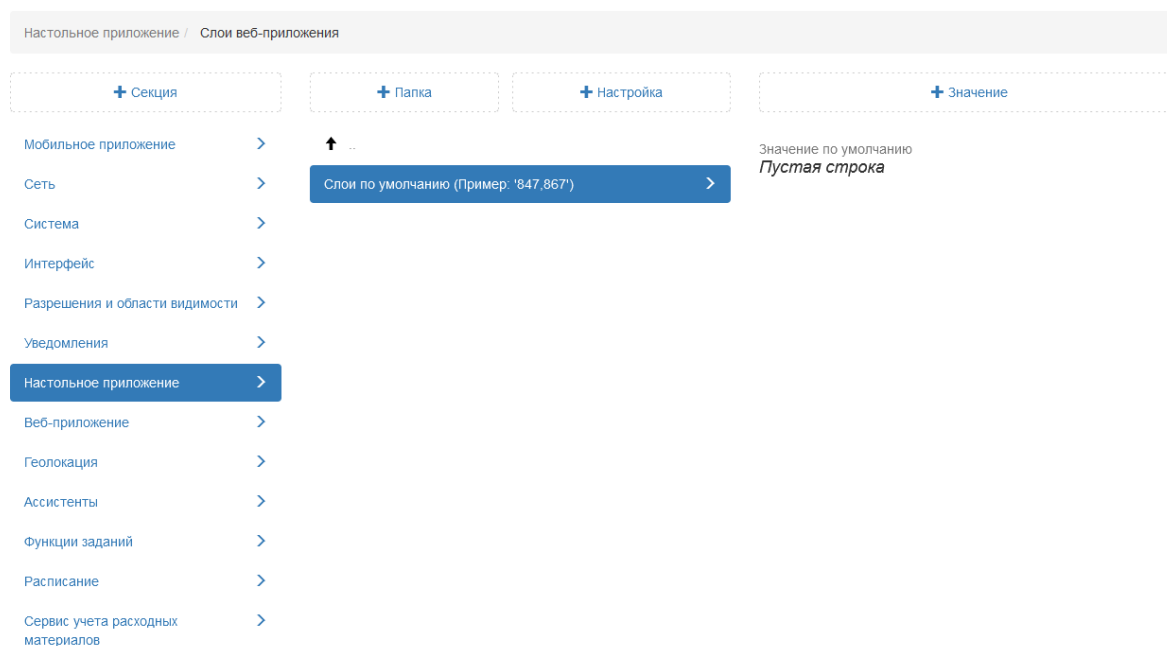 Настольное приложение / Слои веб-приложения
Секция
Папка
Настройка
Значение
Мобильное приложение
Сеть
Система
Интерфейс
Разрешения и области видимости
Уведомления
Настольное приложение
Веб-приложение
Геолокация
Ассистенты
Функции заданий
Расписание
Сервис учета расходных
материалов
..
Слои по умолчанию (Пример: '847,867')
Значение по умолчанию
Пустая строка